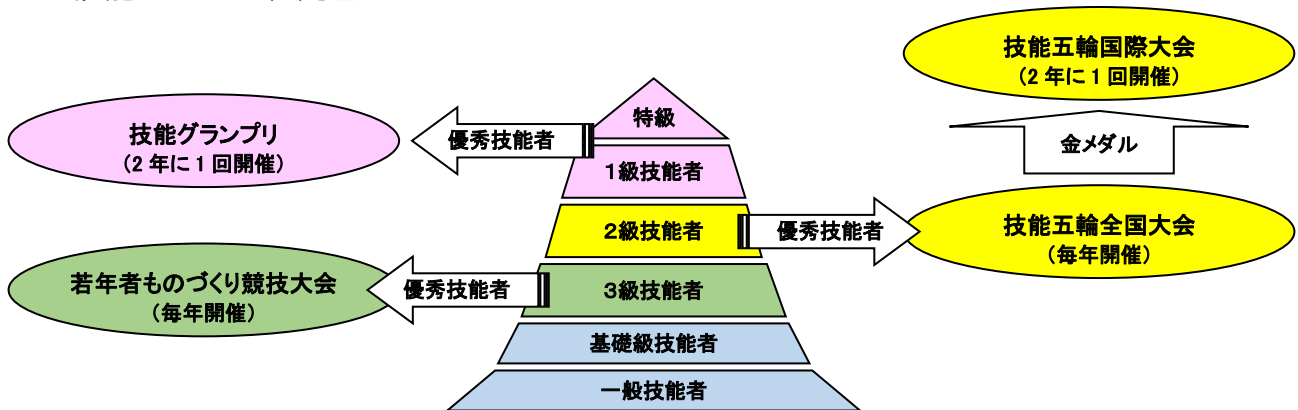 技能五輪国際大会
(2年に1回開催)
特級
技能グランプリ
(2年に1回開催)
優秀技能者
金メダル
1級技能者
2級技能者
優秀技能者
技能五輪全国大会
(毎年開催)
若年者ものづくり競技大会
(毎年開催)
優秀技能者
3級技能者
基礎級技能者
一般技能者